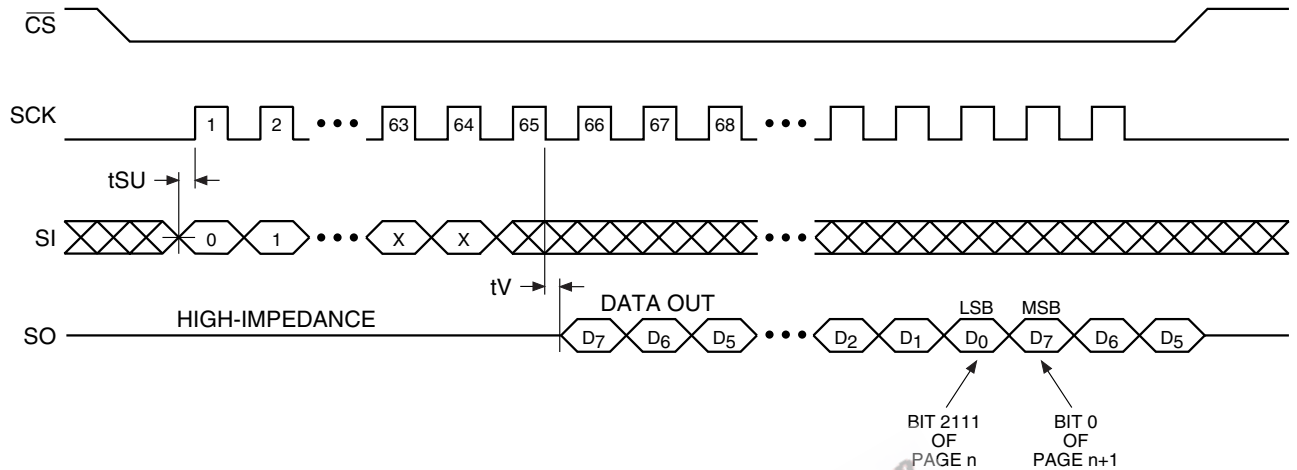 CS
SCK
1 2 63 64 65 66 67 68
tSU
SI
0 1 X X
tV
DATA OUT
HIGH-IMPEDANCE
LSB MSB
SO
D7 D6 D5 D2 D1 D0 D7 D6 D5
BIT 2111
OF
PAGE n
BIT 0
OF
PAGE n+1